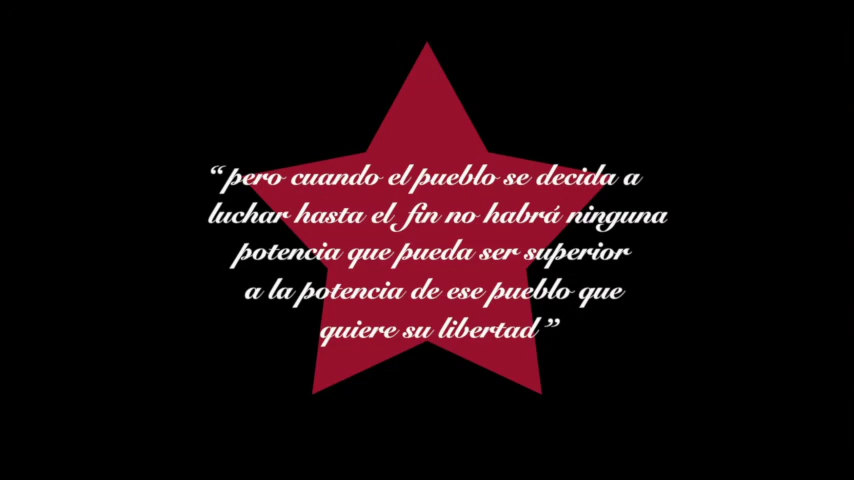 “pero cuando el pueblo se decida a
luchar hasta el fin no habrá ninguna
potencia que pueda ser superior
a la potencia de ese pueblo que
quiere su libertad”